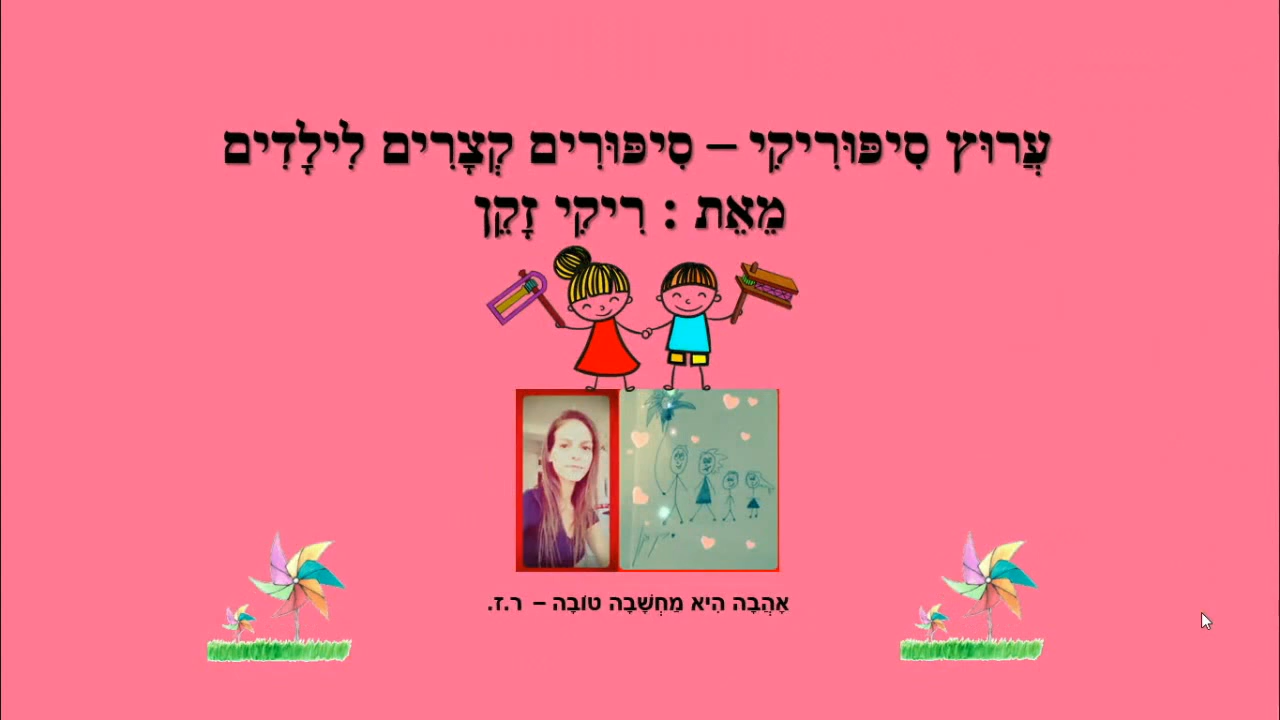 עֲרוּץ סִיפּוּרִיקִי – סִיפּוּרִים קְצָרִים לִילָדִים
מֵאֵת : רִיקִי זָקֵן
אַהֲבָה הִיא מַחְשָׁבָה טוֹבָה – ר.ז.